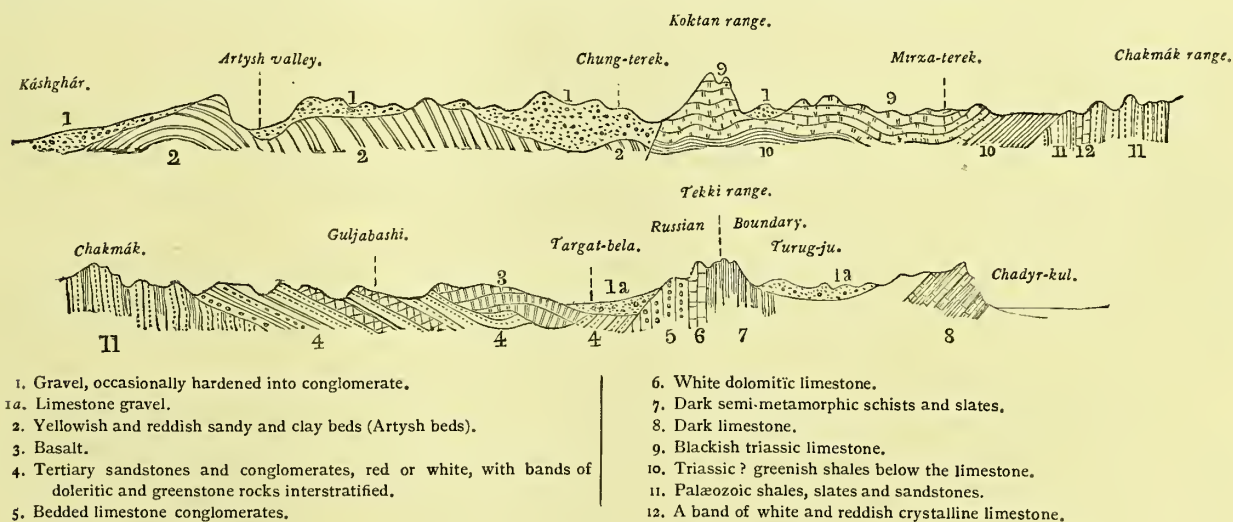 Koktan range.
Káshghár. Artysh valley. Chung-terek. Mirza-terek. Chakmák range.
1 1 1 9 1 9
2 2 2 10 10 11 12 11
Tekki range.
Chakmák. Guljabashi. Targat-bela. Russian Boundary. Turug-ju. Chadyr-kul.
3 1a 1a
11 4 4 4 5 6 7 8
1. Gravel, occasionally hardened into conglomerate.
1a. Limestone gravel.
2. Yellowish and reddish sandy and clay beds (Artysh beds).
3. Basalt.
4. Tertiary sandstones and conglomerates, red or white, with bands of
doleritic and greenstone rocks interstratified.
5. Bedded limestone conglomerates.
6. White dolomitïc limestone.
7. Dark semi-metamorphic schists and slates.
8. Dark limestone.
9. Blackish triassic limestone.
10. Triassic ? greenish shales below the limestone.
11. Palæozoic shales, slates and sandstones.
12. A band of white and reddish crystalline limestone.